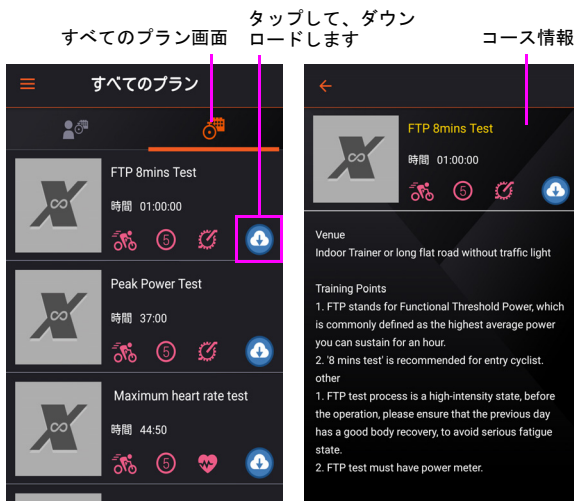 すべてのプラン画面
タップして、ダウン
ロードします
コース情報
すべてのプラン
FTP 8mins Test
時間 01:00:00
5
Peak Power Test
時間 37:00
5
Maximum heart rate test
時間 44:50
5
FTP 8mins Test
時間 01:00:00
5
Venue
Indoor Trainer or long flat road without traffic light
Training Points
1. FTP stands for Functional Threshold Power, which
is commonly defined as the highest average power
you can sustain for an hour.
2. '8 mins test' is recommended for entry cyclist.
other
1. FTP test process is a high-intensity state, before
the operation, please ensure that the previous day
has a good body recovery, to avoid serious fatigue
state.
2. FTP test must have power meter.